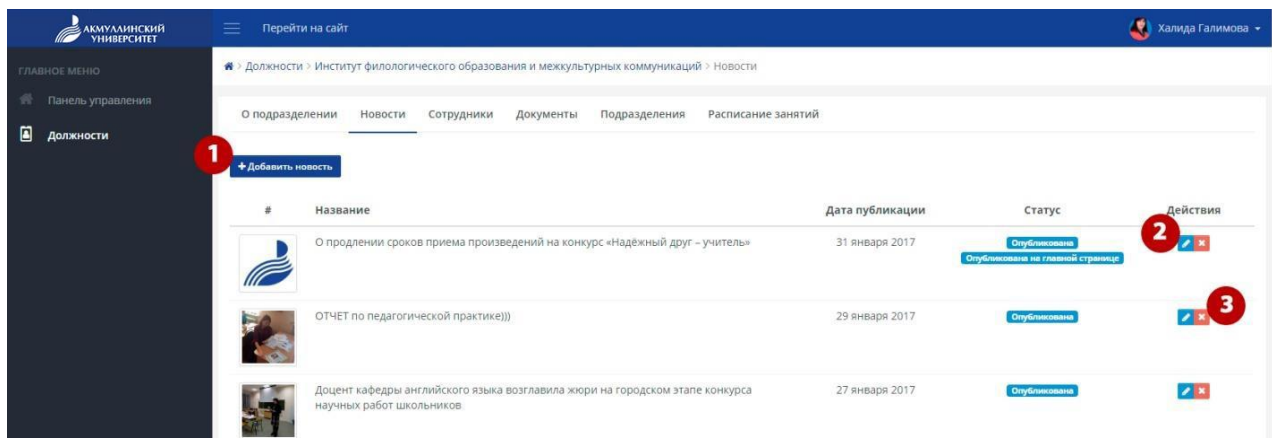 АКМУЛЛИНСКИЙ
УНИВЕРСИТЕТ
Перейти на сайт
Халида Галимова
ГЛАВНОЕ МЕНЮ
Панель управления
Должности
> Должности > Институт филологического образования и межкультурных коммуникаций > Новости
О подразделении Новости Сотрудники Документы Подразделения Расписание занятий
1
+Добавить новость
# Название Дата публикации Статус Действия
О продлении сроков приема произведений на конкурс «Надёжный друг – учитель» 31 января 2017 Опубликована 2
Опубликована на главной странице
ОТЧЕТ по педагогической практике))) 29 января 2017 Опубликована 3
Доцент кафедры английского языка возглавила жюри на городском этапе конкурса 27 января 2017 Опубликована
научных работ школьников